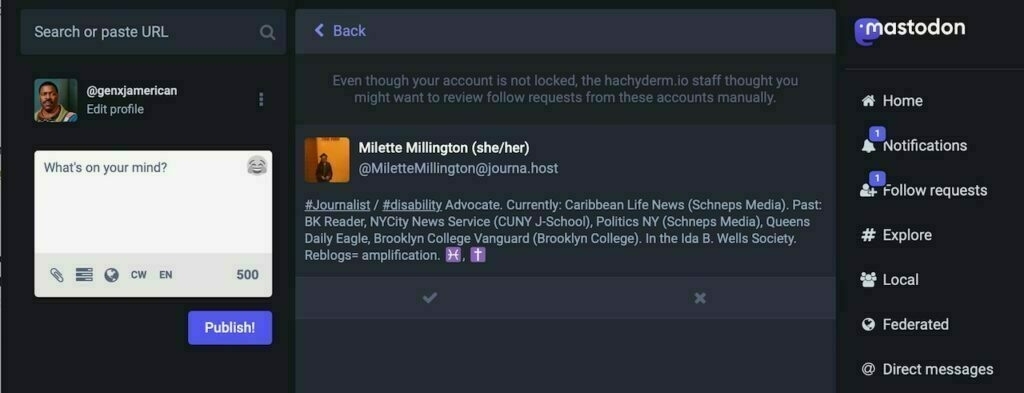 Search or paste URL
@genxjamerican
Edit profile
What's on your mind?
CW EN 500
Publish!
Back
Even though your account is not locked, the hachyderm.io staff thought you
might want to review follow requests from these accounts manually.
Milette Millington (she/her)
@MiletteMillington@journa.host
#Journalist / #disability Advocate. Currently: Caribbean Life News (Schneps Media). Past:
BK Reader, NYCity News Service (CUNY J-School), Politics NY (Schneps Media), Queens
Daily Eagle, Brooklyn College Vanguard (Brooklyn College). In the Ida B. Wells Society.
Reblogs= amplification. ♓, ✝
mastodon
Home
1
Notifications
1
Follow requests
# Explore
Local
Federated
@ Direct messages